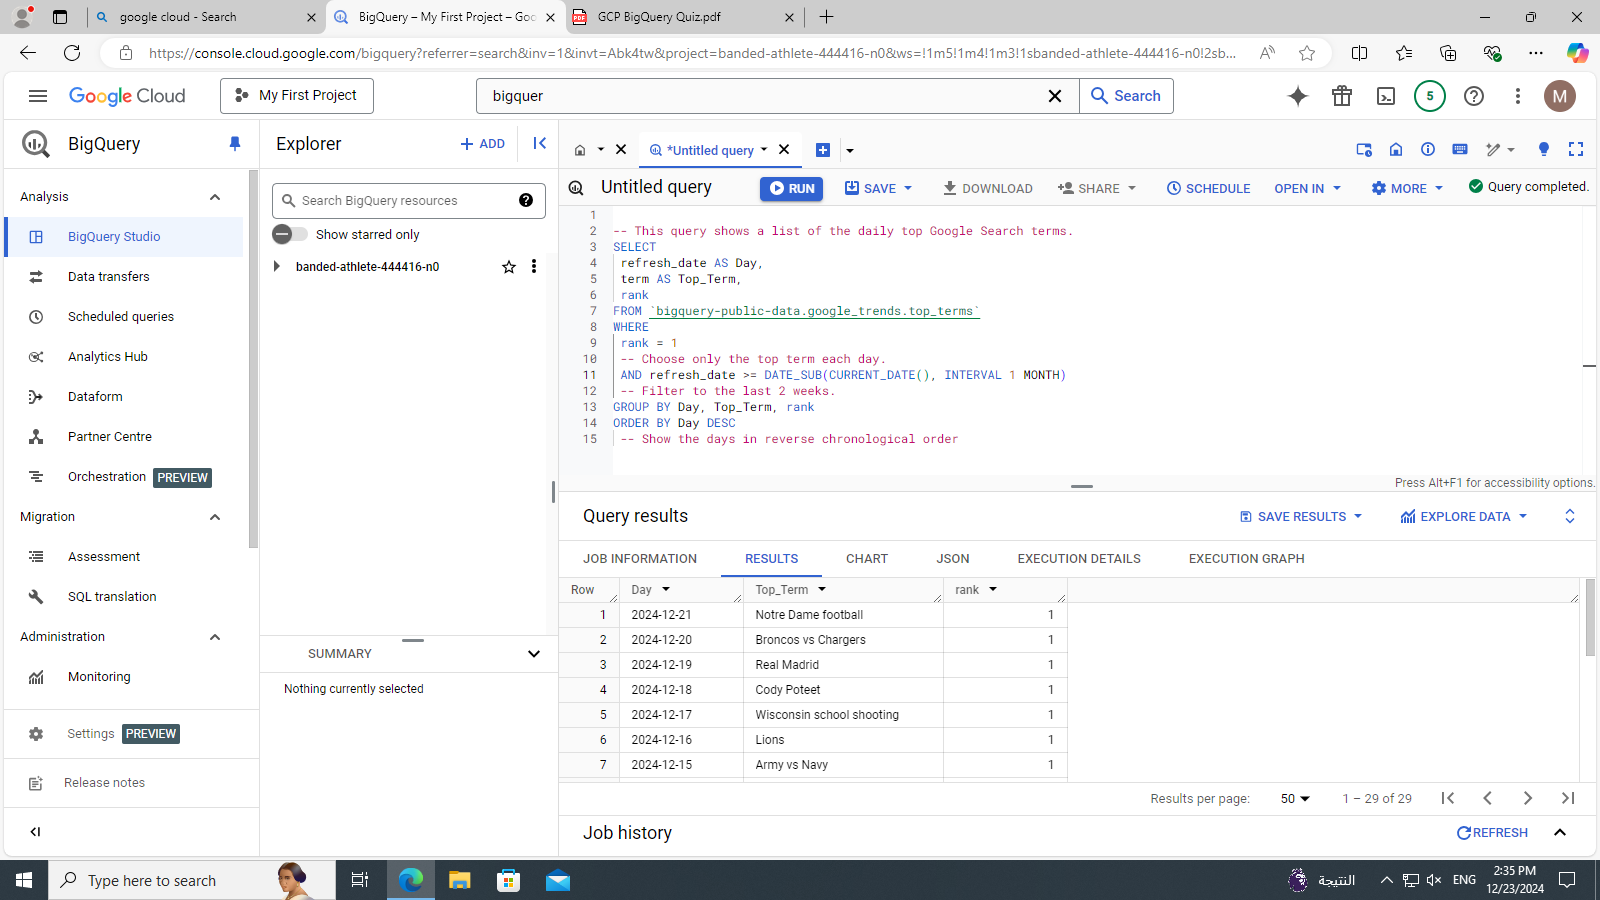 google cloud - Search
BigQuery – My First Project – Goo
GCP BigQuery Quiz.pdf
https://console.cloud.google.com/bigquery?referrer=search&inv=1&invt=Abk4tw&project=banded-athlete-444416-n0&ws=!1m5!1m4!1m3!1sbanded-athlete-444416-n0!2sb...
Google Cloud
My First Project
bigquer
Search
5
M
BigQuery
Analysis
BigQuery Studio
Data transfers
Scheduled queries
Analytics Hub
Dataform
Partner Centre
Orchestration PREVIEW
Migration
Assessment
SQL translation
Administration
Monitoring
Settings PREVIEW
Release notes
Explorer
+ ADD
Search BigQuery resources
Show starred only
banded-athlete-444416-n0
SUMMARY
Nothing currently selected
*Untitled query
Untitled query
RUN
SAVE
DOWNLOAD
SHARE
SCHEDULE
OPEN IN
MORE
Query completed.
1
2 -- This query shows a list of the daily top Google Search terms.
3 SELECT
4 refresh_date AS Day,
5 term AS Top_Term,
6 rank
7 FROM `bigquery-public-data.google_trends.top_terms`
8 WHERE
9 rank = 1
10 -- Choose only the top term each day.
11 AND refresh_date >= DATE_SUB(CURRENT_DATE(), INTERVAL 1 MONTH)
12 -- Filter to the last 2 weeks.
13 GROUP BY Day, Top_Term, rank
14 ORDER BY Day DESC
15 -- Show the days in reverse chronological order
Press Alt+F1 for accessibility options.
Query results
SAVE RESULTS
EXPLORE DATA
JOB INFORMATION RESULTS CHART JSON EXECUTION DETAILS EXECUTION GRAPH
Row Day Top_Term rank
1 2024-12-21 Notre Dame football 1
2 2024-12-20 Broncos vs Chargers 1
3 2024-12-19 Real Madrid 1
4 2024-12-18 Cody Poteet 1
5 2024-12-17 Wisconsin school shooting 1
6 2024-12-16 Lions 1
7 2024-12-15 Army vs Navy 1
Results per page: 50 1 – 29 of 29
Job history
REFRESH
Type here to search
النتيجة
ENG
2:35 PM
12/23/2024